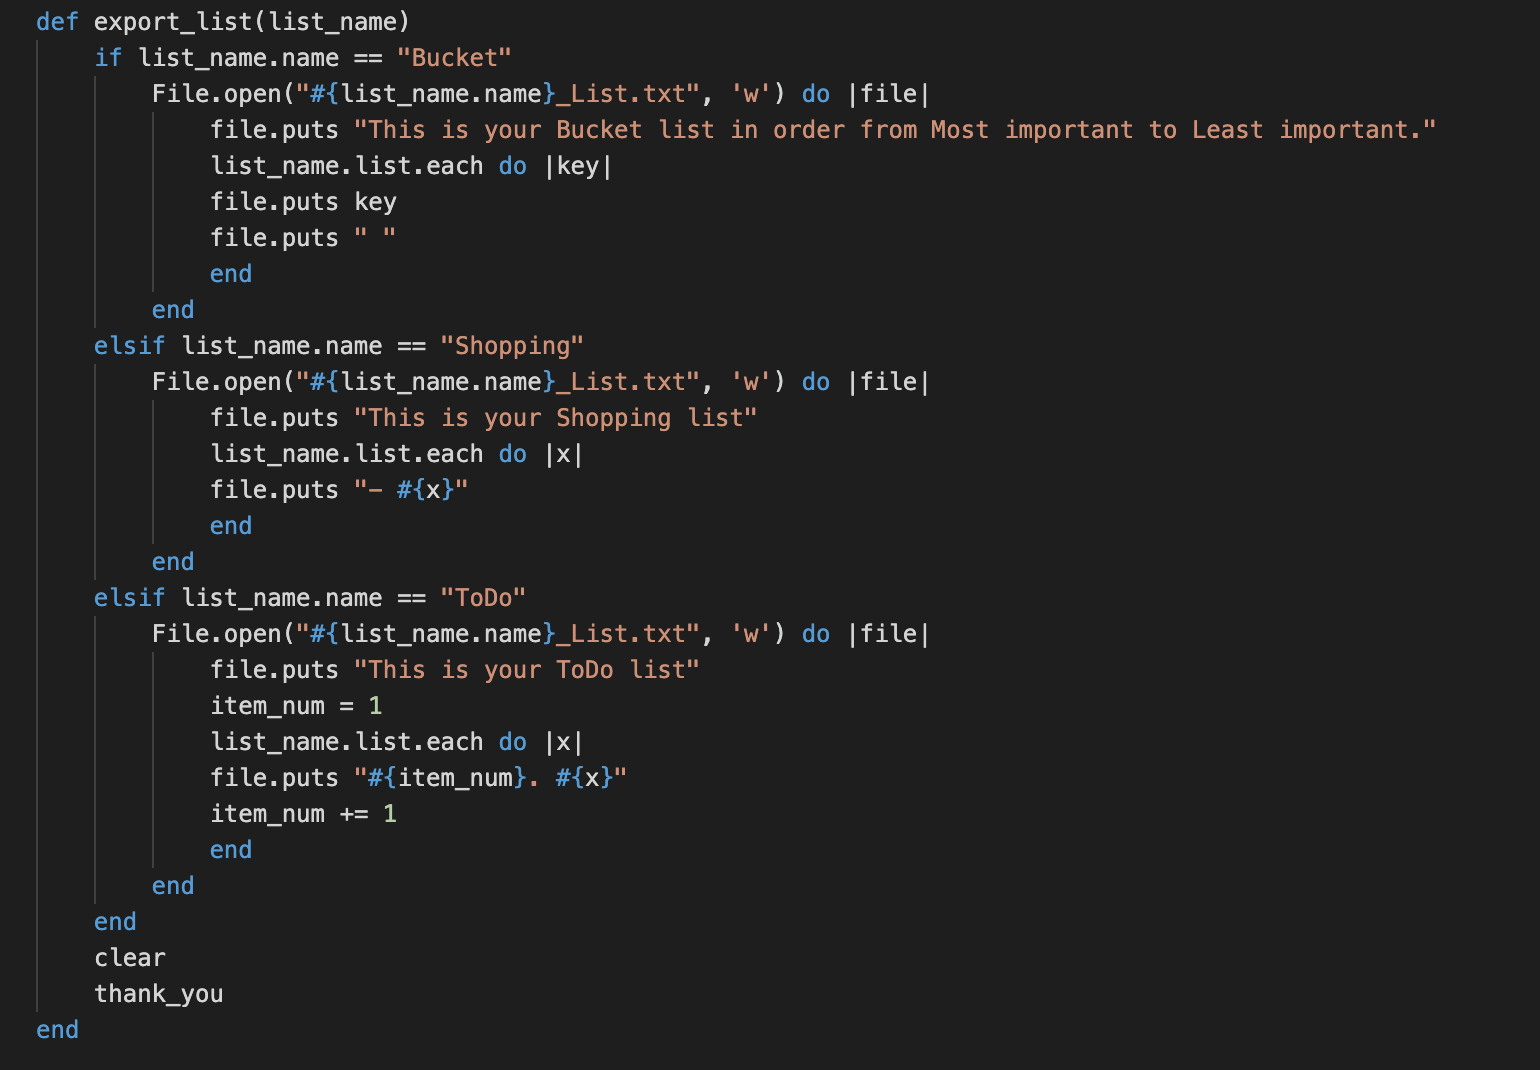 def export_list(list_name)
    if list_name.name == "Bucket"
        File.open("#{list_name.name}_List.txt", 'w') do |file|
            file.puts "This is your Bucket list in order from Most important to Least important."
            list_name.list.each do |key|
            file.puts key
            file.puts " "
            end
        end
    elsif list_name.name == "Shopping"
        File.open("#{list_name.name}_List.txt", 'w') do |file|
            file.puts "This is your Shopping list"
            list_name.list.each do |x|
            file.puts "- #{x}"
            end
        end
    elsif list_name.name == "ToDo"
        File.open("#{list_name.name}_List.txt", 'w') do |file|
            file.puts "This is your ToDo list"
            item_num = 1
            list_name.list.each do |x|
            file.puts "#{item_num}. #{x}"
            item_num += 1
            end
        end
    end
    clear
    thank_you
end